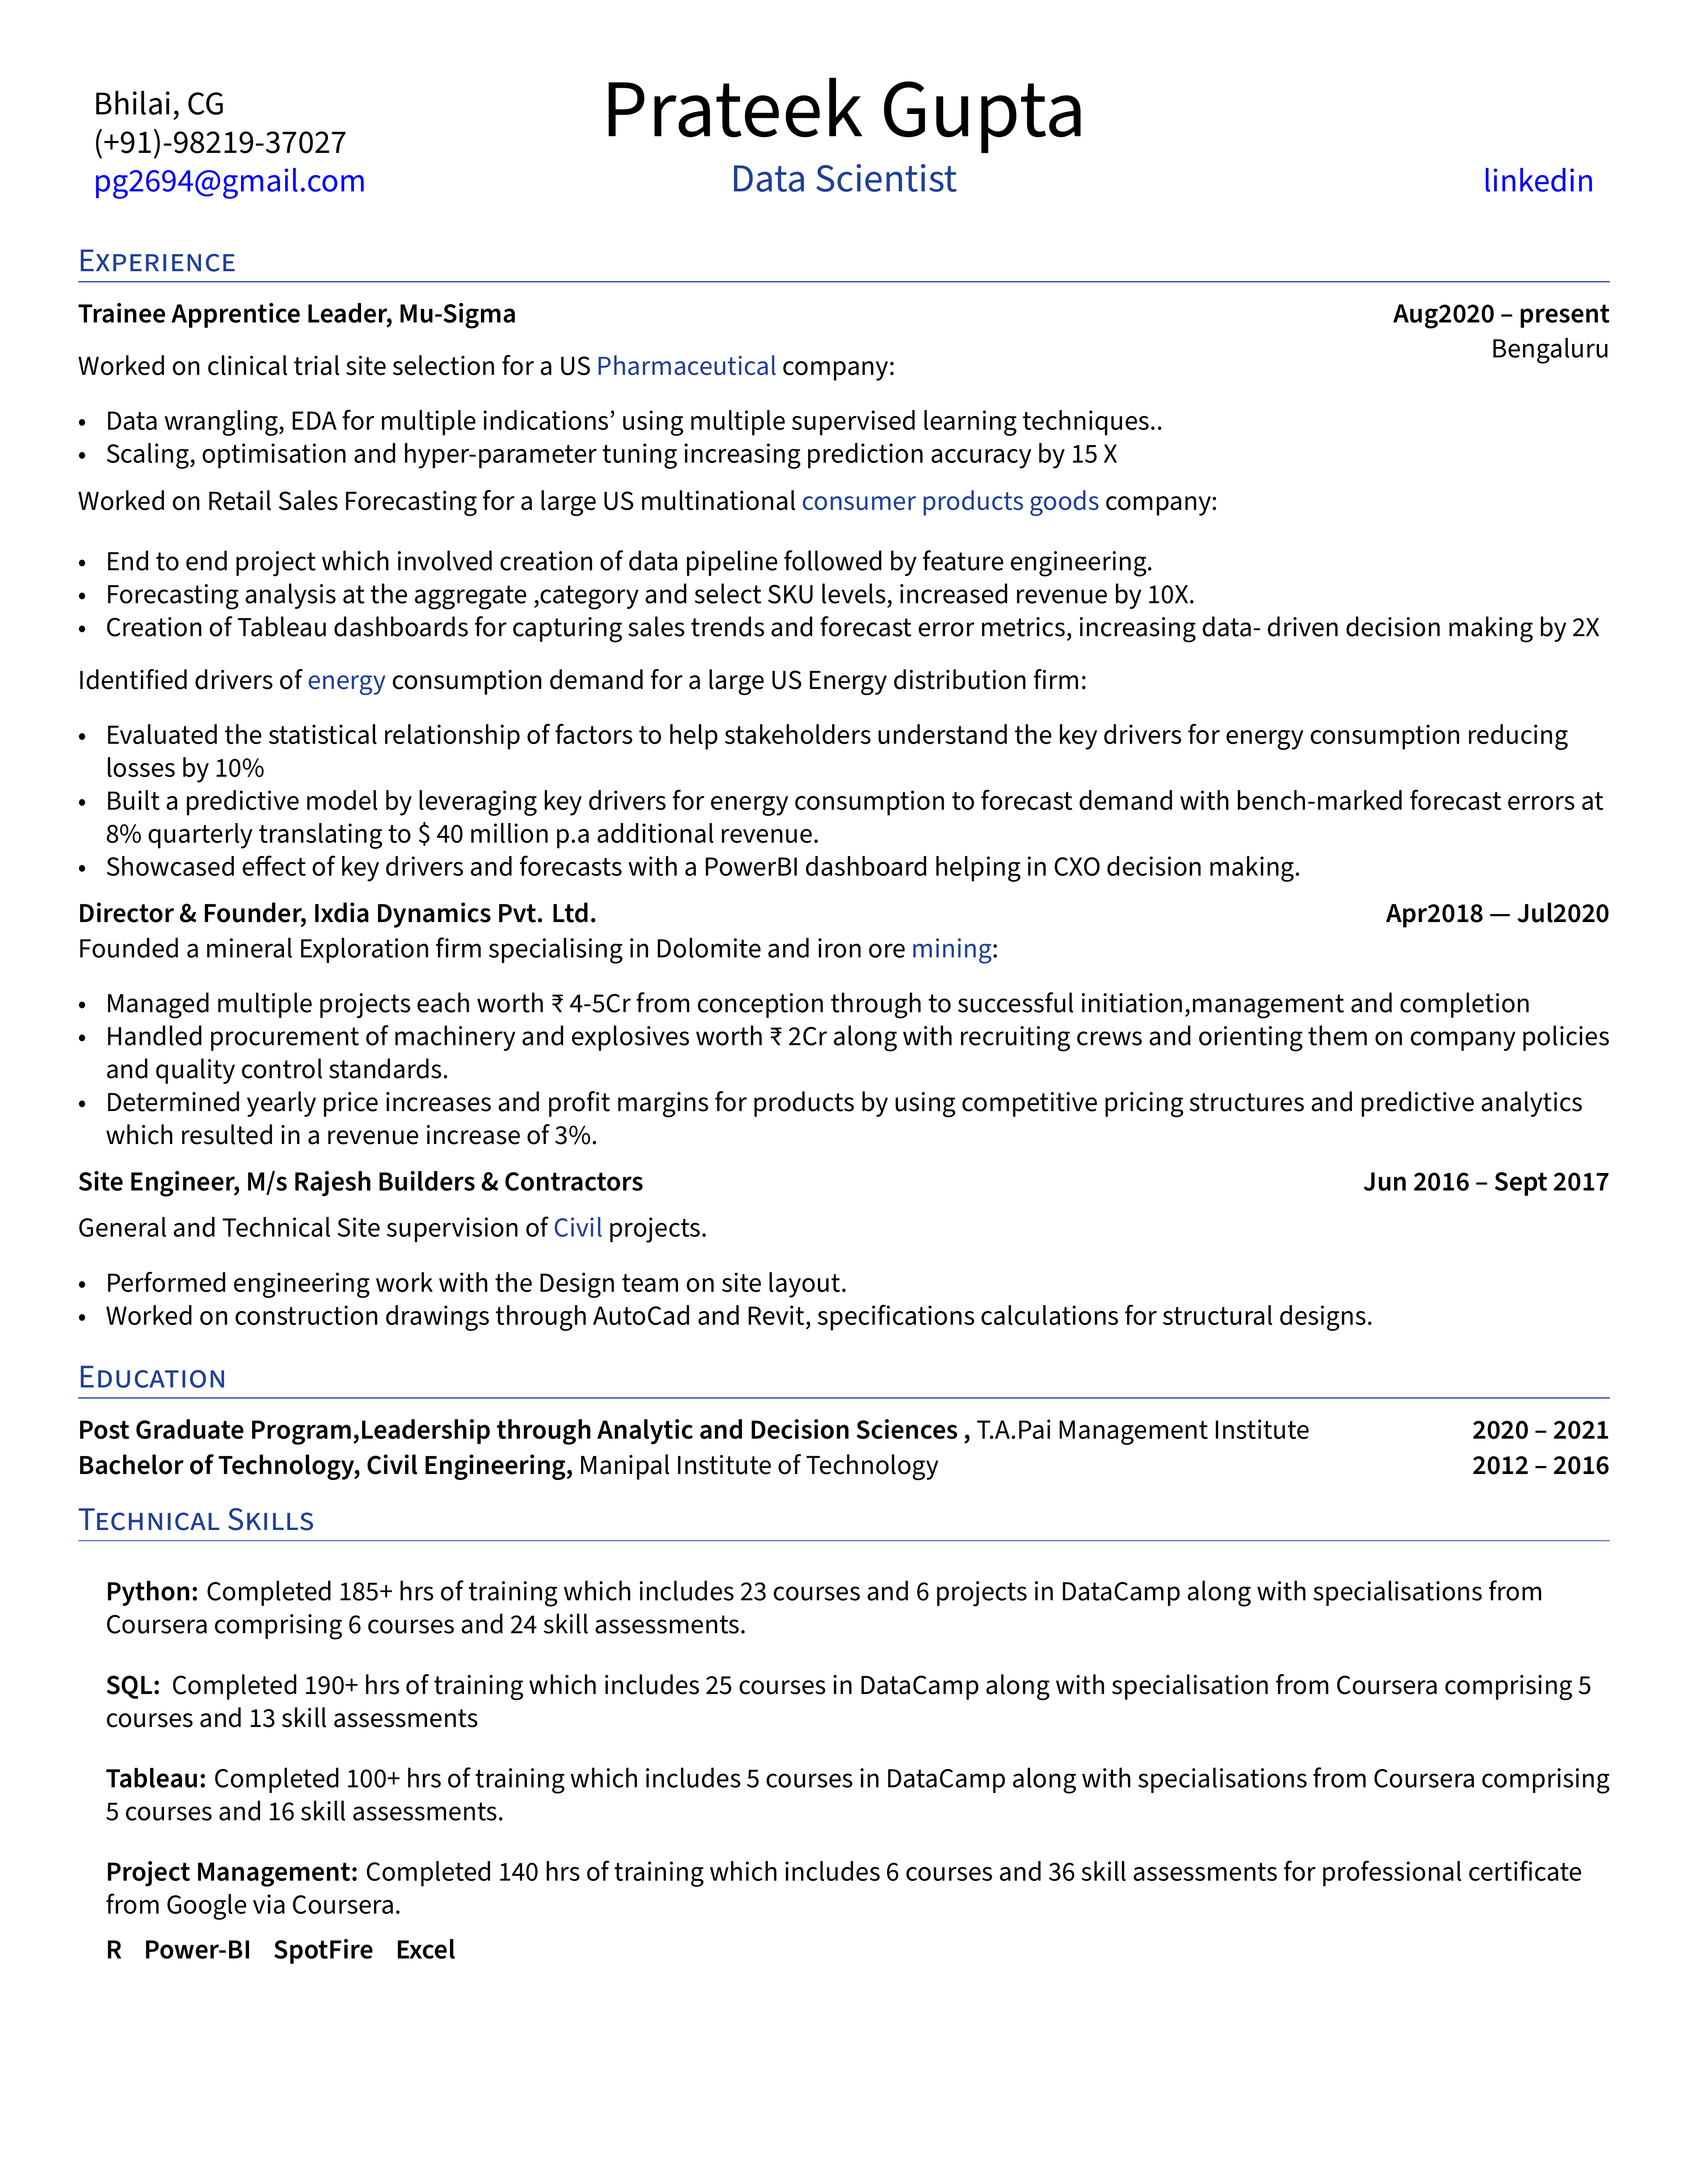 Bhilai, CG
(+91)-98219-37027
pg2694@gmail.com
Prateek Gupta
Data Scientist
linkedin
Experience
Trainee Apprentice Leader, Mu-Sigma
Aug2020 – present
Bengaluru
Worked on clinical trial site selection for a US Pharmaceutical company:
• Data wrangling, EDA for multiple indications’ using multiple supervised learning techniques..
• Scaling, optimisation and hyper-parameter tuning increasing prediction accuracy by 15 X
Worked on Retail Sales Forecasting for a large US multinational consumer products goods company:
• End to end project which involved creation of data pipeline followed by feature engineering.
• Forecasting analysis at the aggregate ,category and select SKU levels, increased revenue by 10X.
• Creation of Tableau dashboards for capturing sales trends and forecast error metrics, increasing data- driven decision making by 2X
Identified drivers of energy consumption demand for a large US Energy distribution firm:
• Evaluated the statistical relationship of factors to help stakeholders understand the key drivers for energy consumption reducing
losses by 10%
• Built a predictive model by leveraging key drivers for energy consumption to forecast demand with bench-marked forecast errors at
8% quarterly translating to $ 40 million p.a additional revenue.
• Showcased effect of key drivers and forecasts with a PowerBI dashboard helping in CXO decision making.
Director & Founder, Ixdia Dynamics Pvt. Ltd.
Apr2018 — Jul2020
Founded a mineral Exploration firm specialising in Dolomite and iron ore mining:
• Managed multiple projects each worth ₹ 4-5Cr from conception through to successful initiation,management and completion
• Handled procurement of machinery and explosives worth ₹ 2Cr along with recruiting crews and orienting them on company policies
and quality control standards.
• Determined yearly price increases and profit margins for products by using competitive pricing structures and predictive analytics
which resulted in a revenue increase of 3%.
Site Engineer, M/s Rajesh Builders & Contractors
Jun 2016 – Sept 2017
General and Technical Site supervision of Civil projects.
• Performed engineering work with the Design team on site layout.
• Worked on construction drawings through AutoCad and Revit, specifications calculations for structural designs.
Education
Post Graduate Program,Leadership through Analytic and Decision Sciences , T.A.Pai Management Institute
2020 – 2021
Bachelor of Technology, Civil Engineering, Manipal Institute of Technology
2012 – 2016
Technical Skills
Python: Completed 185+ hrs of training which includes 23 courses and 6 projects in DataCamp along with specialisations from
Coursera comprising 6 courses and 24 skill assessments.
SQL: Completed 190+ hrs of training which includes 25 courses in DataCamp along with specialisation from Coursera comprising 5
courses and 13 skill assessments
Tableau: Completed 100+ hrs of training which includes 5 courses in DataCamp along with specialisations from Coursera comprising
5 courses and 16 skill assessments.
Project Management: Completed 140 hrs of training which includes 6 courses and 36 skill assessments for professional certificate
from Google via Coursera.
R Power-BI SpotFire Excel